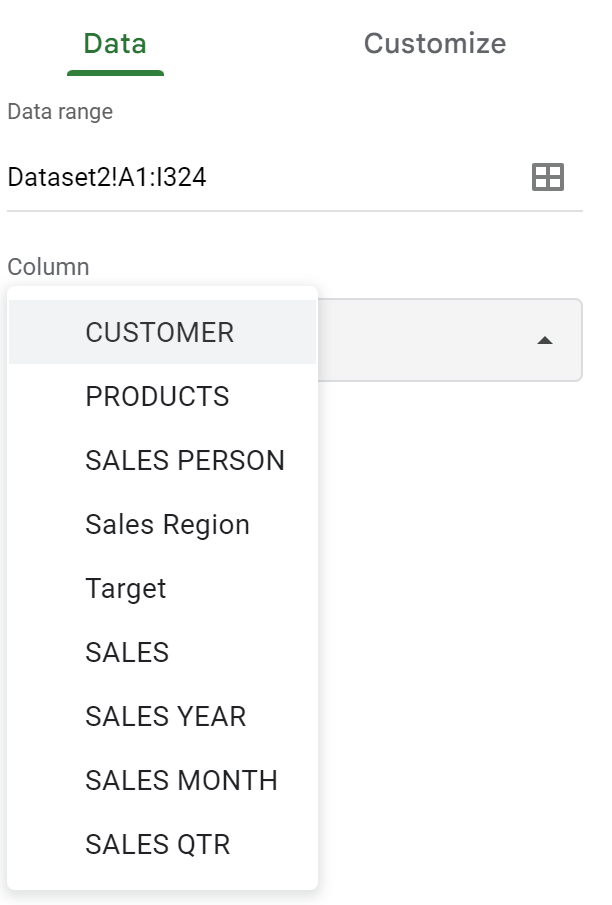 Data Customize
Data range
Dataset2!A1:I324
Column
CUSTOMER
PRODUCTS
SALES PERSON
Sales Region
Target
SALES
SALES YEAR
SALES MONTH
SALES QTR